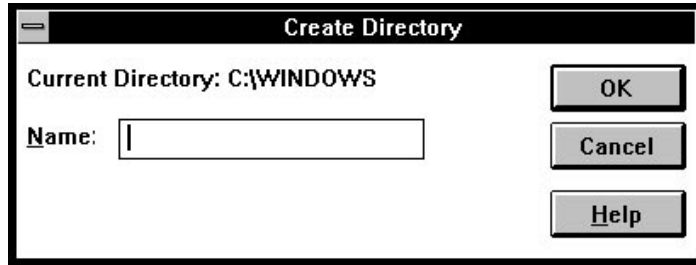 Create Directory
Current Directory: C:\WINDOWS
OK
Name:
Cancel
Help